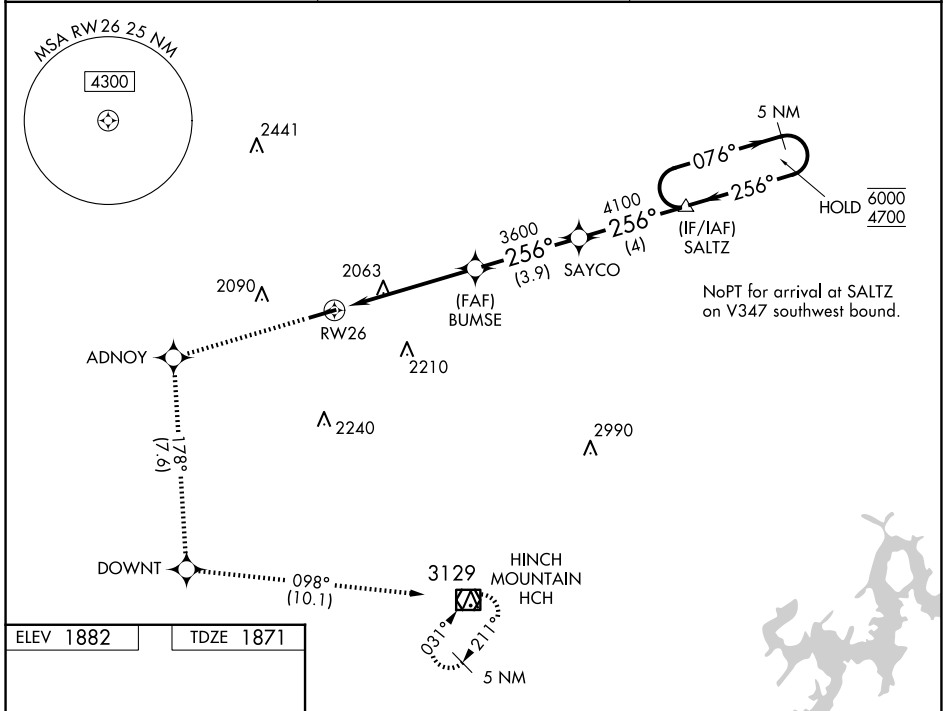 MSA RW26 25 NM
4300
2441
5 NM
076°
256°
HOLD
6000
4700
4100
256°
(4)
(IF/IAF)
SALTZ
3600
256°
(3.9)
SAYCO
NoPT for arrival at SALTZ
on V347 southwest bound.
(FAF)
BUMSE
2063
2090
RW26
ADNOY
2210
2240
2990
178°
(7.6)
DOWNT
098°
(10.1)
3129
HINCH
MOUNTAIN
HCH
031°
211°
5 NM
ELEV 1882
TDZE 1871